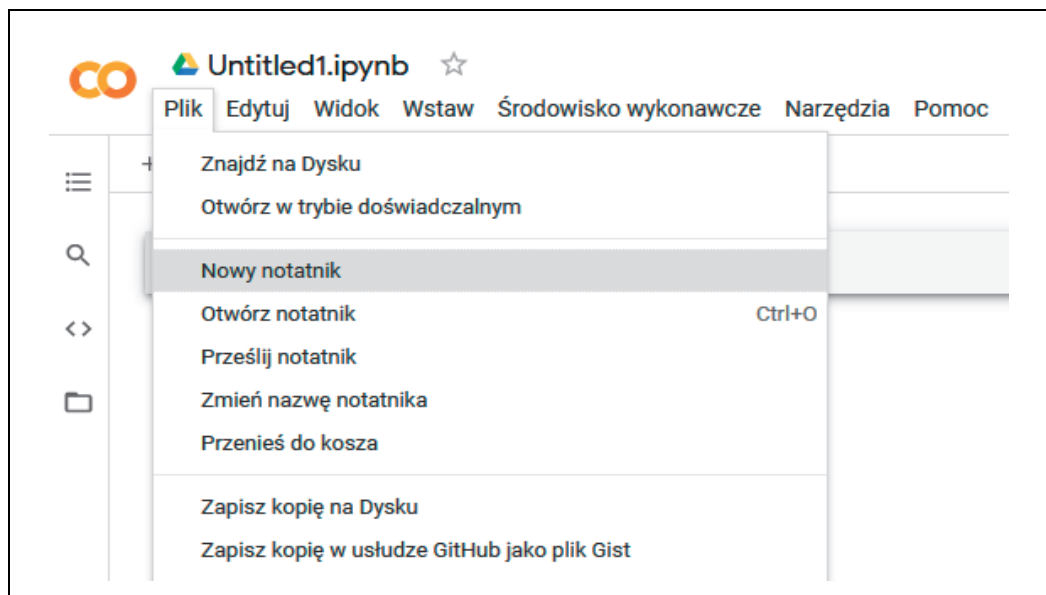 CO
Untitled1.ipynb
Plik Edytuj Widok Wstaw Środowisko wykonawcze Narzędzia Pomoc
+
Znajdź na Dysku
Otwórz w trybie doświadczalnym
Nowy notatnik
Otwórz notatnik Ctrl+O
Prześlij notatnik
Zmień nazwę notatnika
Przenieś do kosza
Zapisz kopię na Dysku
Zapisz kopię w usłudze GitHub jako plik Gist